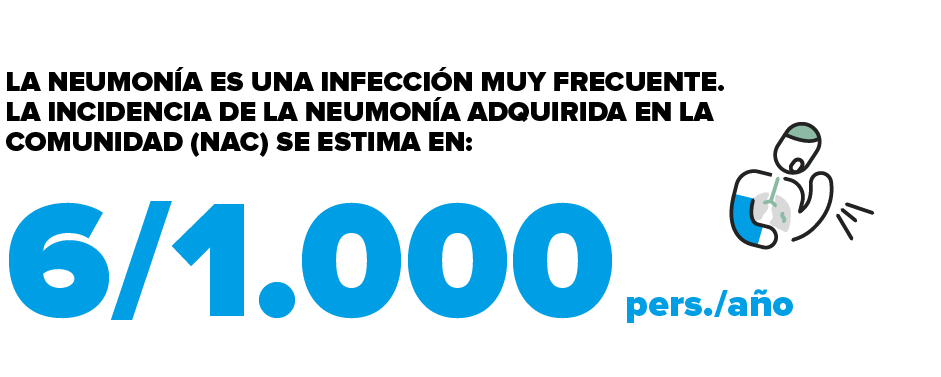 LA NEUMONÍA ES UNA INFECCIÓN MUY FRECUENTE.
LA INCIDENCIA DE LA NEUMONÍA ADQUIRIDA EN LA
COMUNIDAD (NAC) SE ESTIMA EN:
6/1.000 pers./año